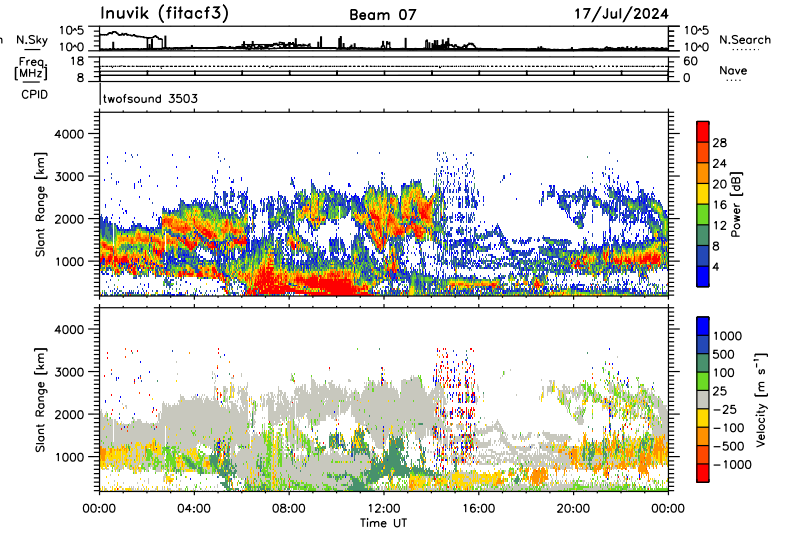 Inuvik (fitacf3) Beam 07 17/Jul/2024
N.Sky 10^5 10^0 10^5 10^0 N.Search
Freq. [MHz] 18 8 60 0 Nave
CPID twofsound 3503
Slant Range [km] 4000 3000 2000 1000
Power [dB] 28 24 20 16 12 8 4
Slant Range [km] 4000 3000 2000 1000
Velocity [m s⁻¹] 1000 500 100 25 −25 −100 −500 −1000
00:00 04:00 08:00 12:00 16:00 20:00 00:00
Time UT